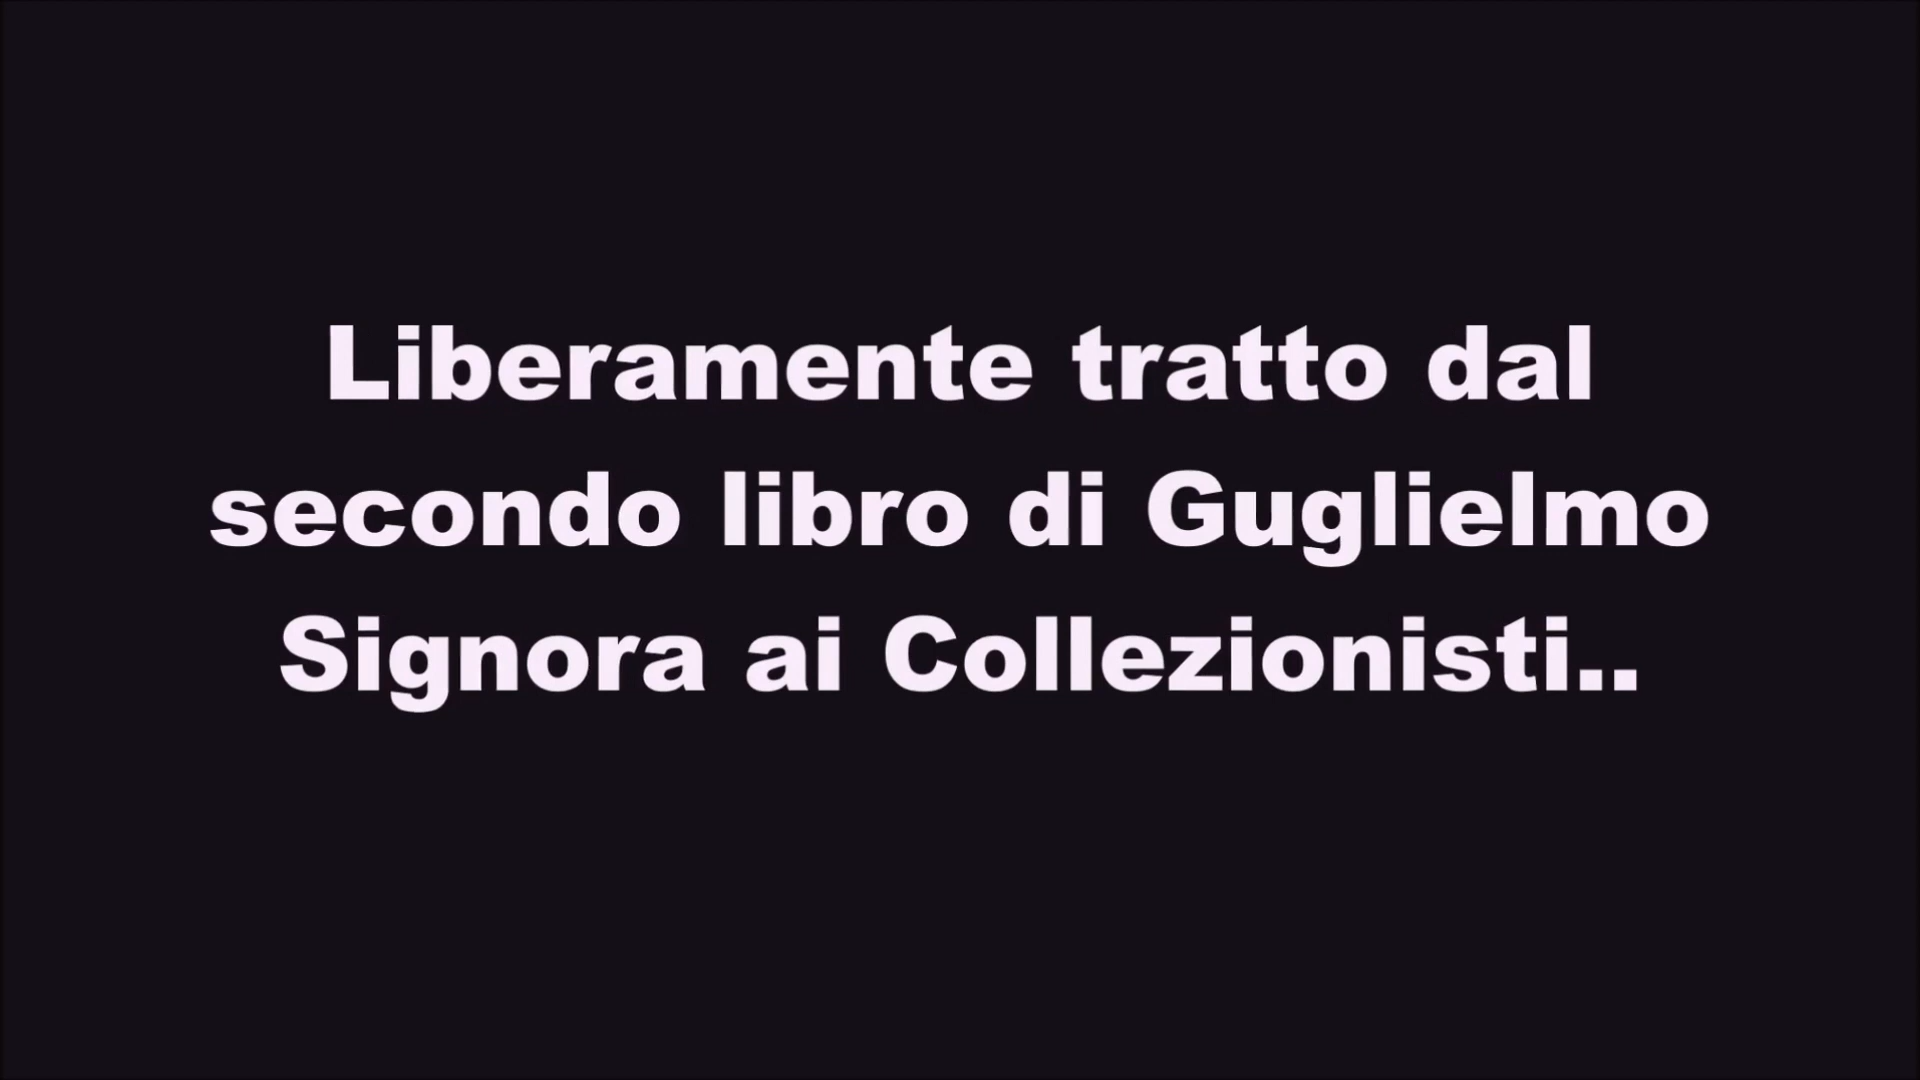 Liberamente tratto dal
secondo libro di Guglielmo
Signora ai Collezionisti..